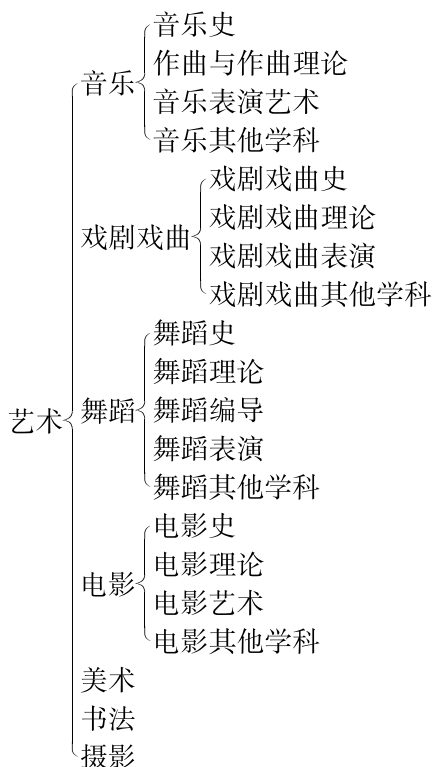 艺术
音乐
音乐史
作曲与作曲理论
音乐表演艺术
音乐其他学科
戏剧戏曲
戏剧戏曲史
戏剧戏曲理论
戏剧戏曲表演
戏剧戏曲其他学科
舞蹈
舞蹈史
舞蹈理论
舞蹈编导
舞蹈表演
舞蹈其他学科
电影
电影史
电影理论
电影艺术
电影其他学科
美术
书法
摄影